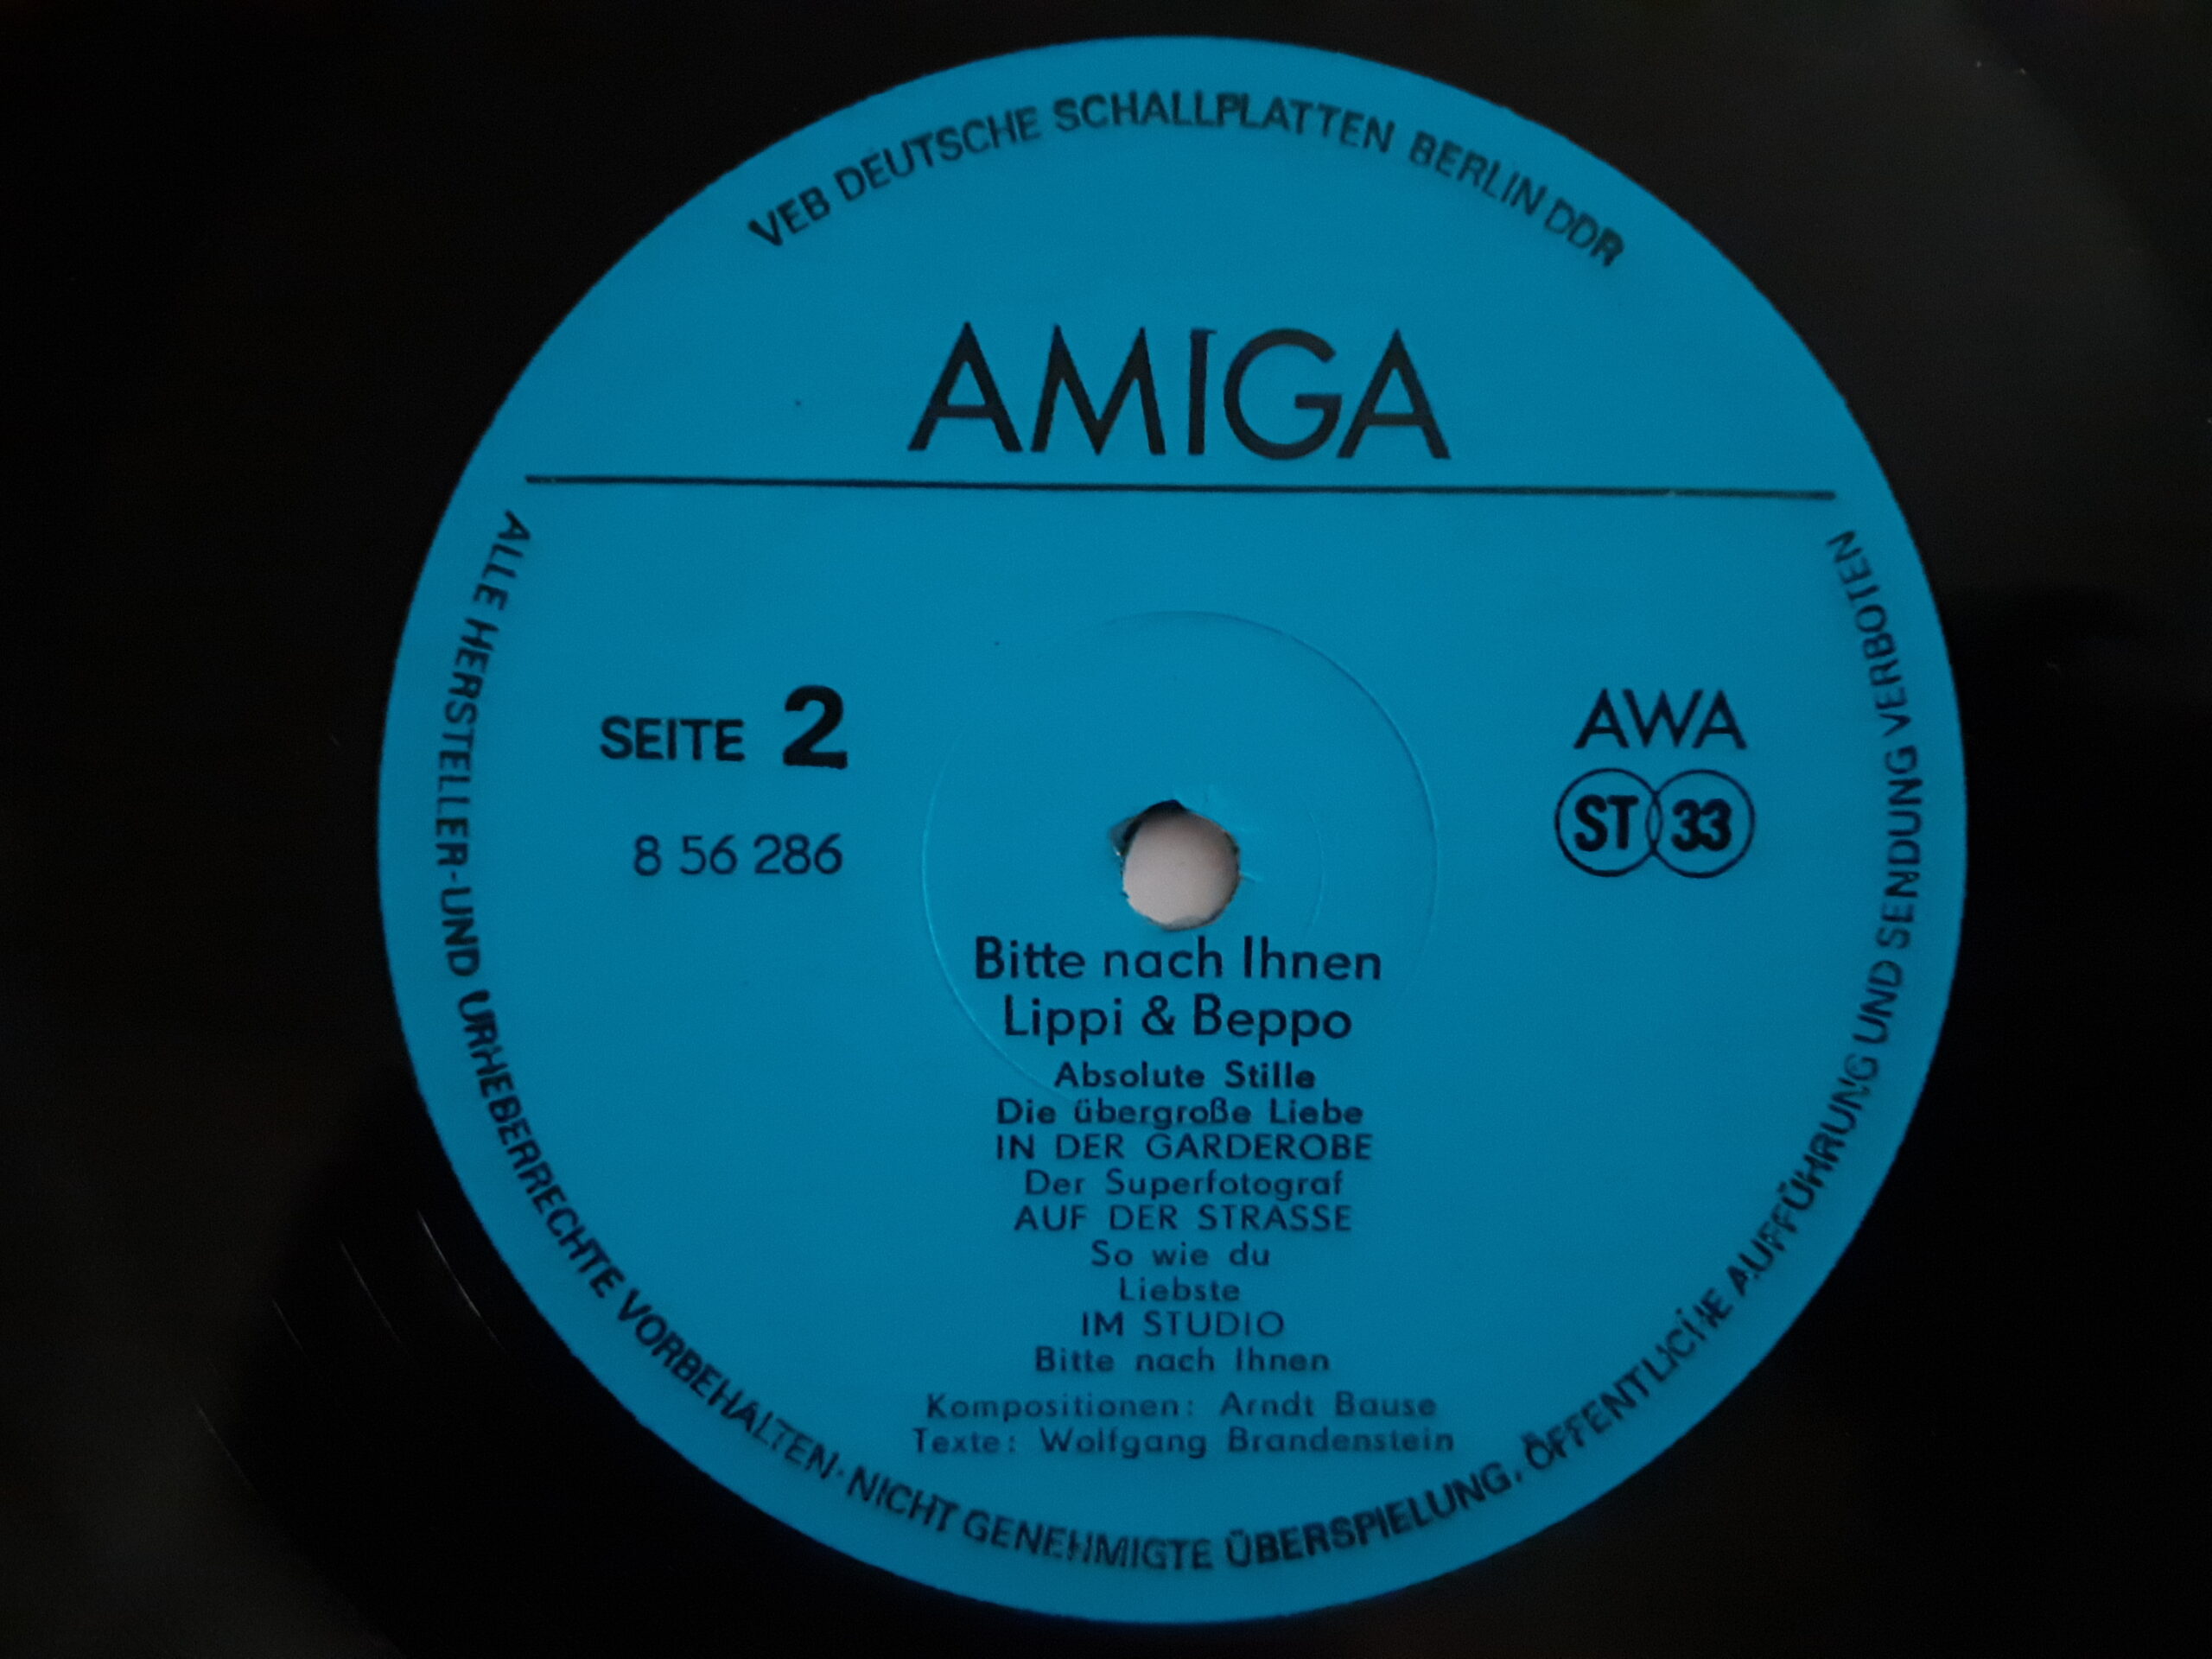 VEB DEUTSCHE SCHALLPLATTEN BERLIN DDR
AMIGA
SEITE 2
8 56 286
AWA
ST 33
Bitte nach Ihnen
Lippi & Beppo
Absolute Stille
Die übergroße Liebe
IN DER GARDEROBE
Der Superfotograf
AUF DER STRASSE
So wie du
Liebste
IM STUDIO
Bitte nach Ihnen
Kompositionen: Arndt Bause
Texte: Wolfgang Brandenstein
ALLE HERSTELLER-UND URHEBERRECHTE VORBEHALTEN· NICHT GENEHMIGTE ÜBERSPIELUNG, ÖFFENTLICHE AUFFÜHRUNG UND SENDUNG VERBOTEN